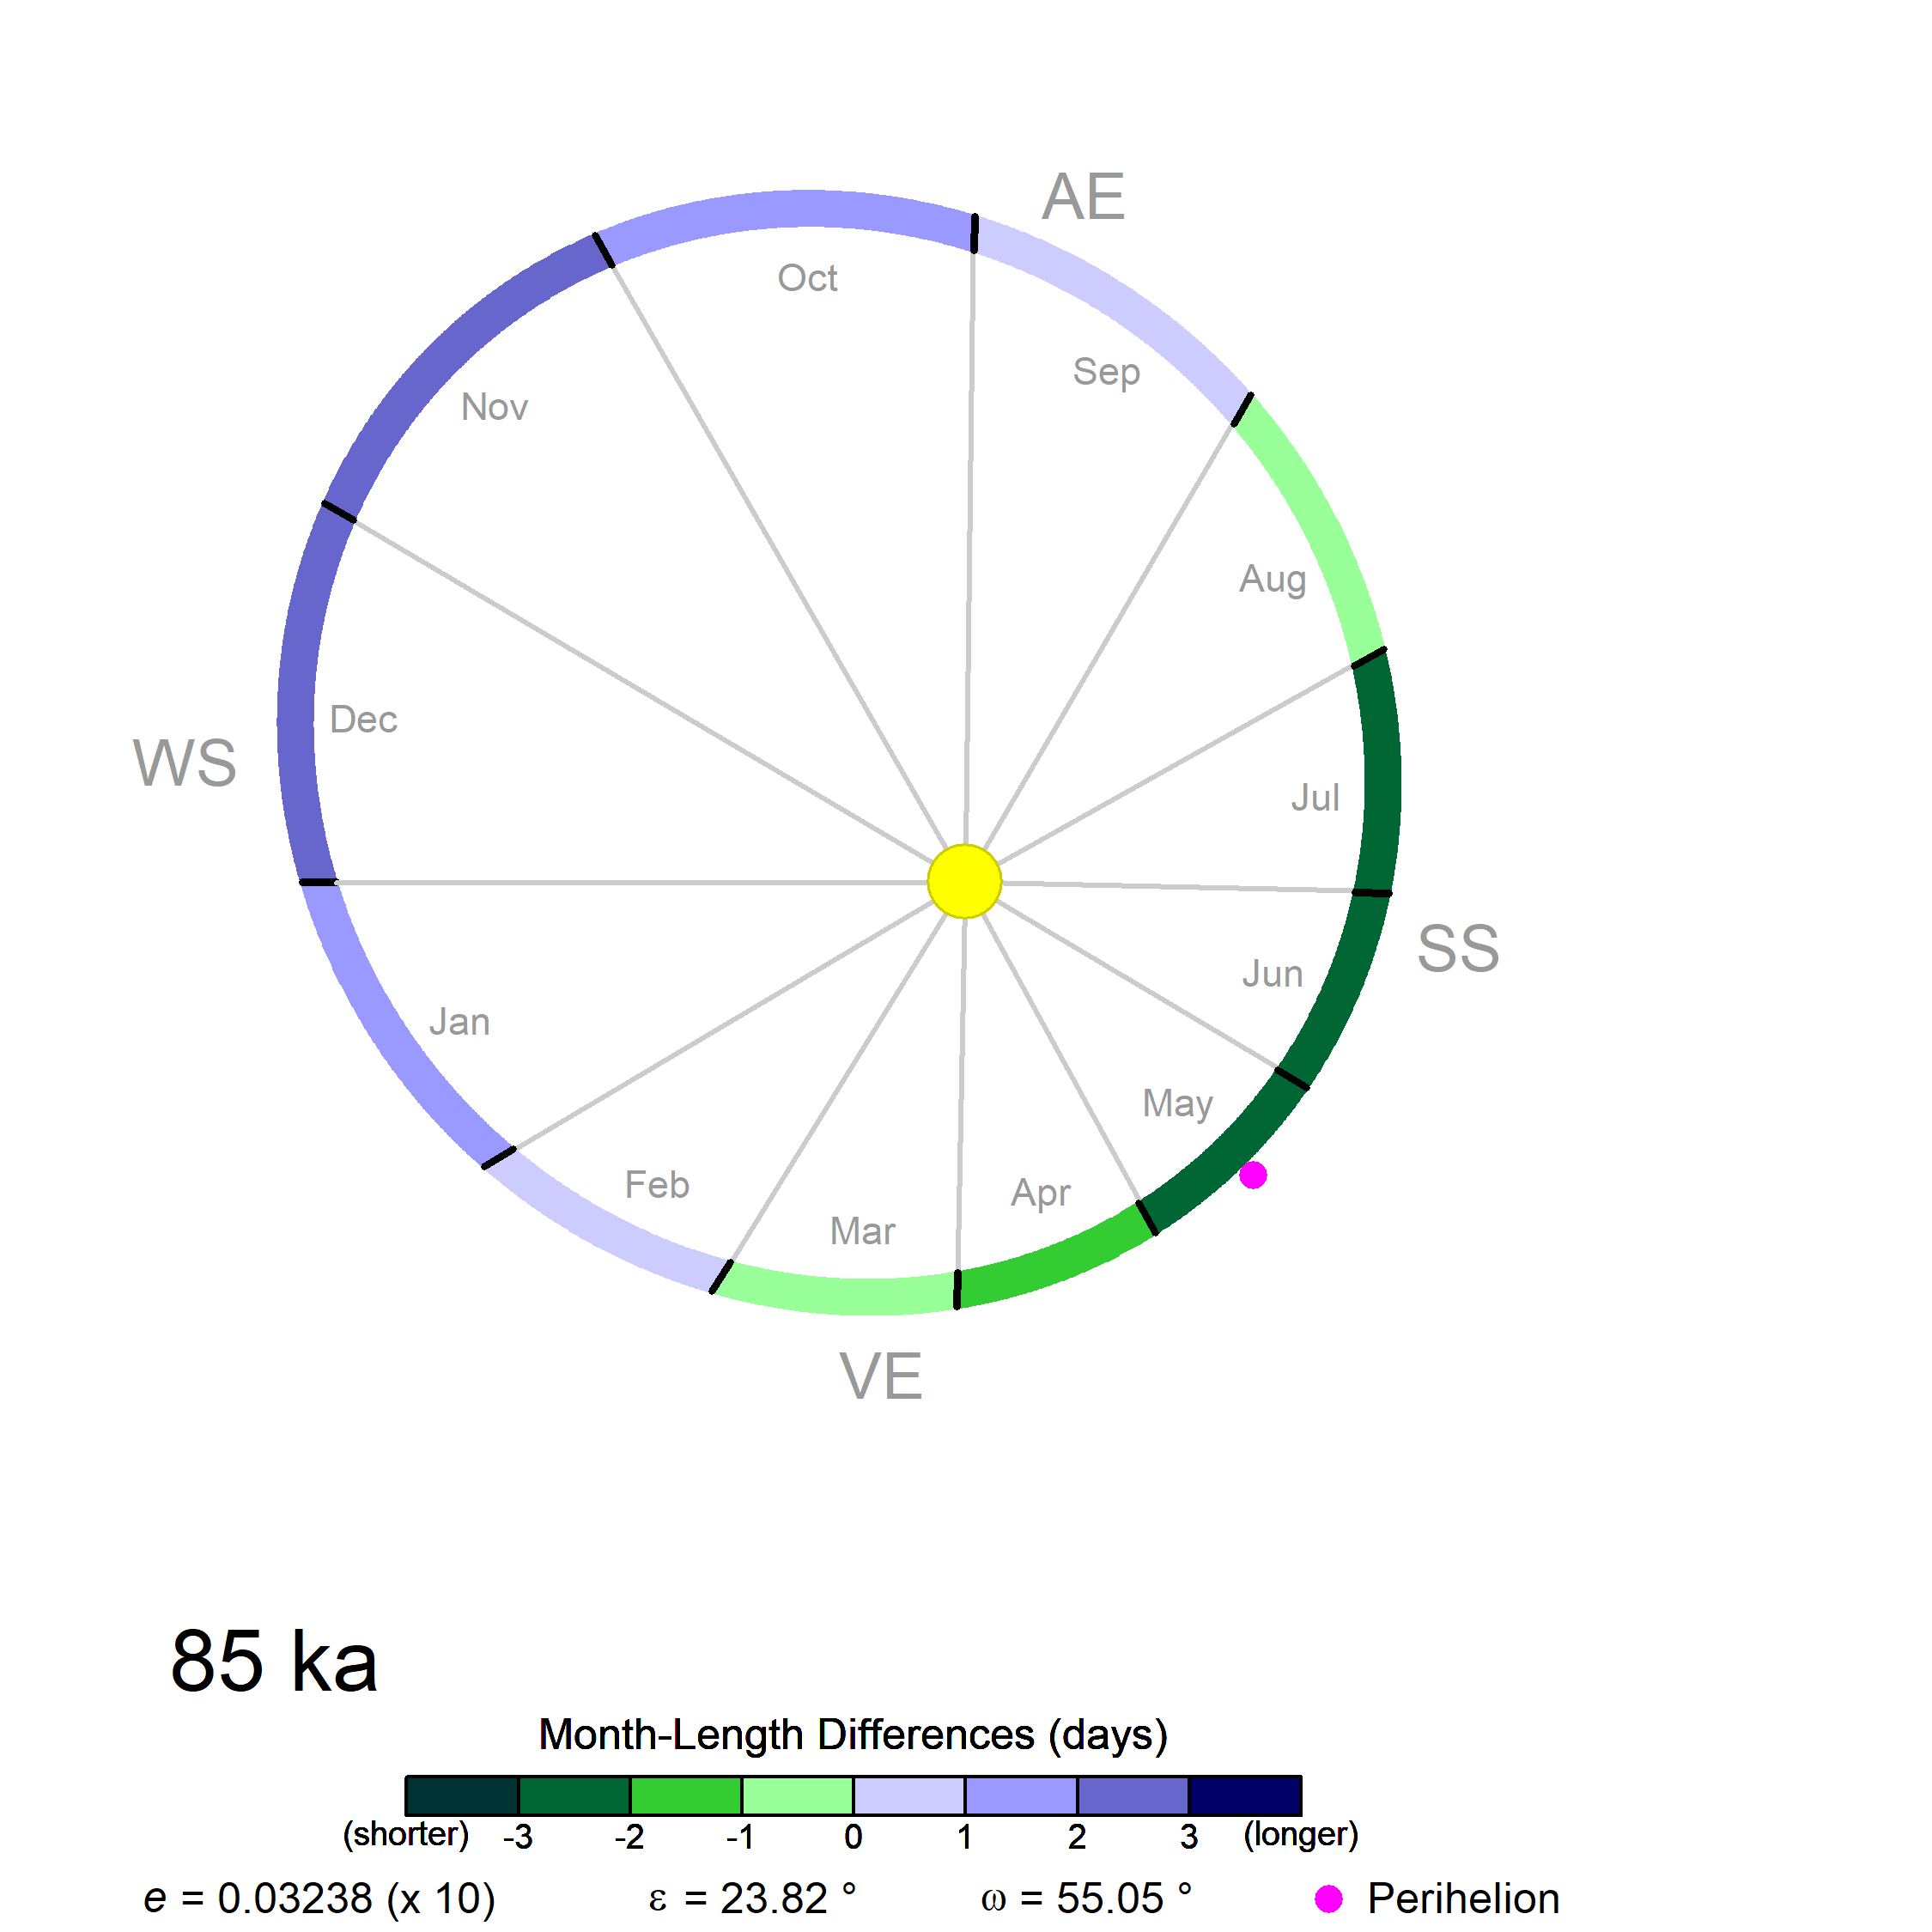 AE
Oct
Sep
Nov
Aug
Dec
WS
Jul
SS
Jun
Jan
May
Feb
Apr
Mar
VE
85 ka
Month-Length Differences (days)
(shorter) -3 -2 -1 0 1 2 3 (longer)
e = 0.03238 (x 10) ε = 23.82 ° ω = 55.05 ° Perihelion